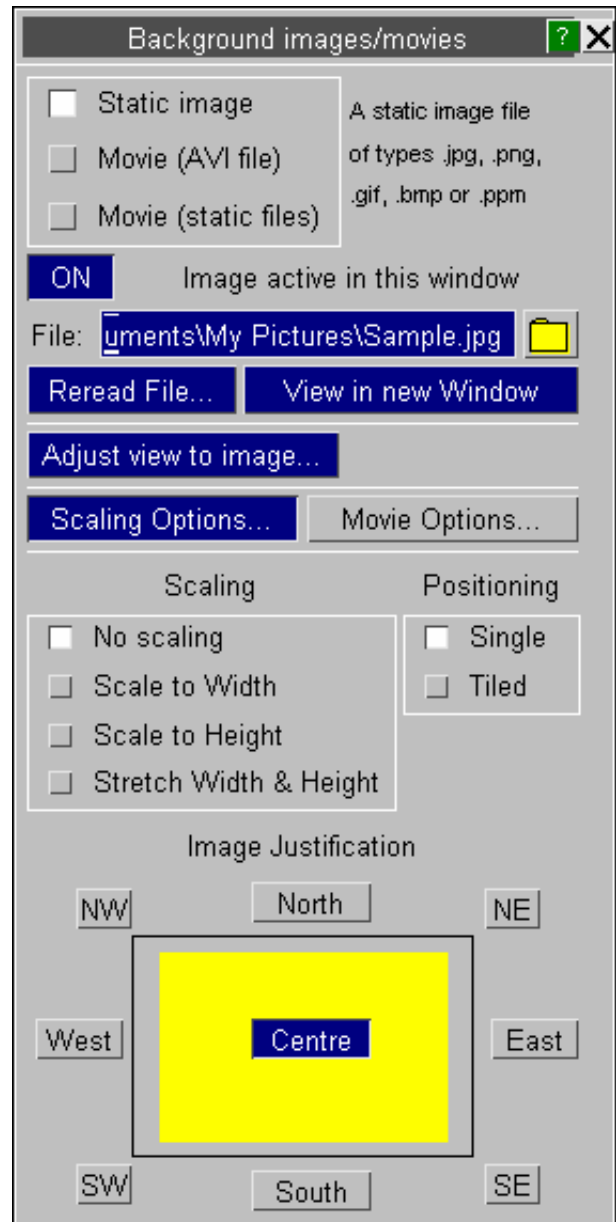 Background images/movies ? X
Static image
Movie (AVI file)
Movie (static files)
A static image file
of types .jpg, .png,
.gif, .bmp or .ppm
ON Image active in this window
File: uments\My Pictures\Sample.jpg
Reread File... View in new Window
Adjust view to image...
Scaling Options... Movie Options...
Scaling
No scaling
Scale to Width
Scale to Height
Stretch Width & Height
Positioning
Single
Tiled
Image Justification
NW North NE
West Centre East
SW South SE